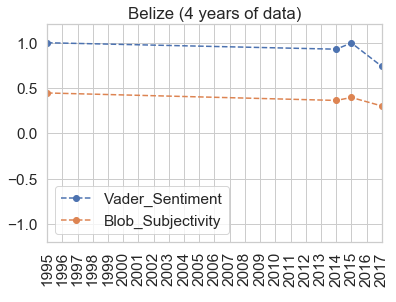 Belize (4 years of data)
1.0
0.5
0.0
−0.5
−1.0
Vader_Sentiment
Blob_Subjectivity
1995 1996 1997 1998 1999 2000 2001 2002 2003 2004 2005 2006 2007 2008 2009 2010 2011 2012 2013 2014 2015 2016 2017